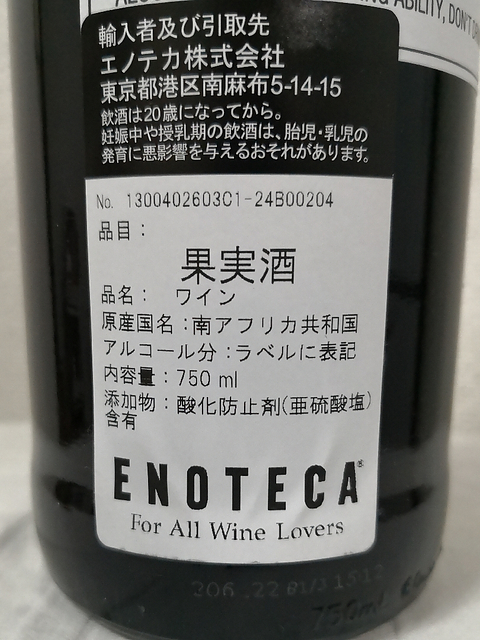 ING ABILITY, DON'T
輸入者及び引取先
エノテカ株式会社
東京都港区南麻布5-14-15
飲酒は20歳になってから。
妊娠中や授乳期の飲酒は、胎児・乳児の
発育に悪影響を与えるおそれがあります。
No. 1300402603C1-24B00204
品目：
果実酒
品名： ワイン
原産国名：南アフリカ共和国
アルコール分：ラベルに表記
内容量：750 ml
添加物：酸化防止剤(亜硫酸塩)
含有
ENOTECA®
For All Wine Lovers
750ml